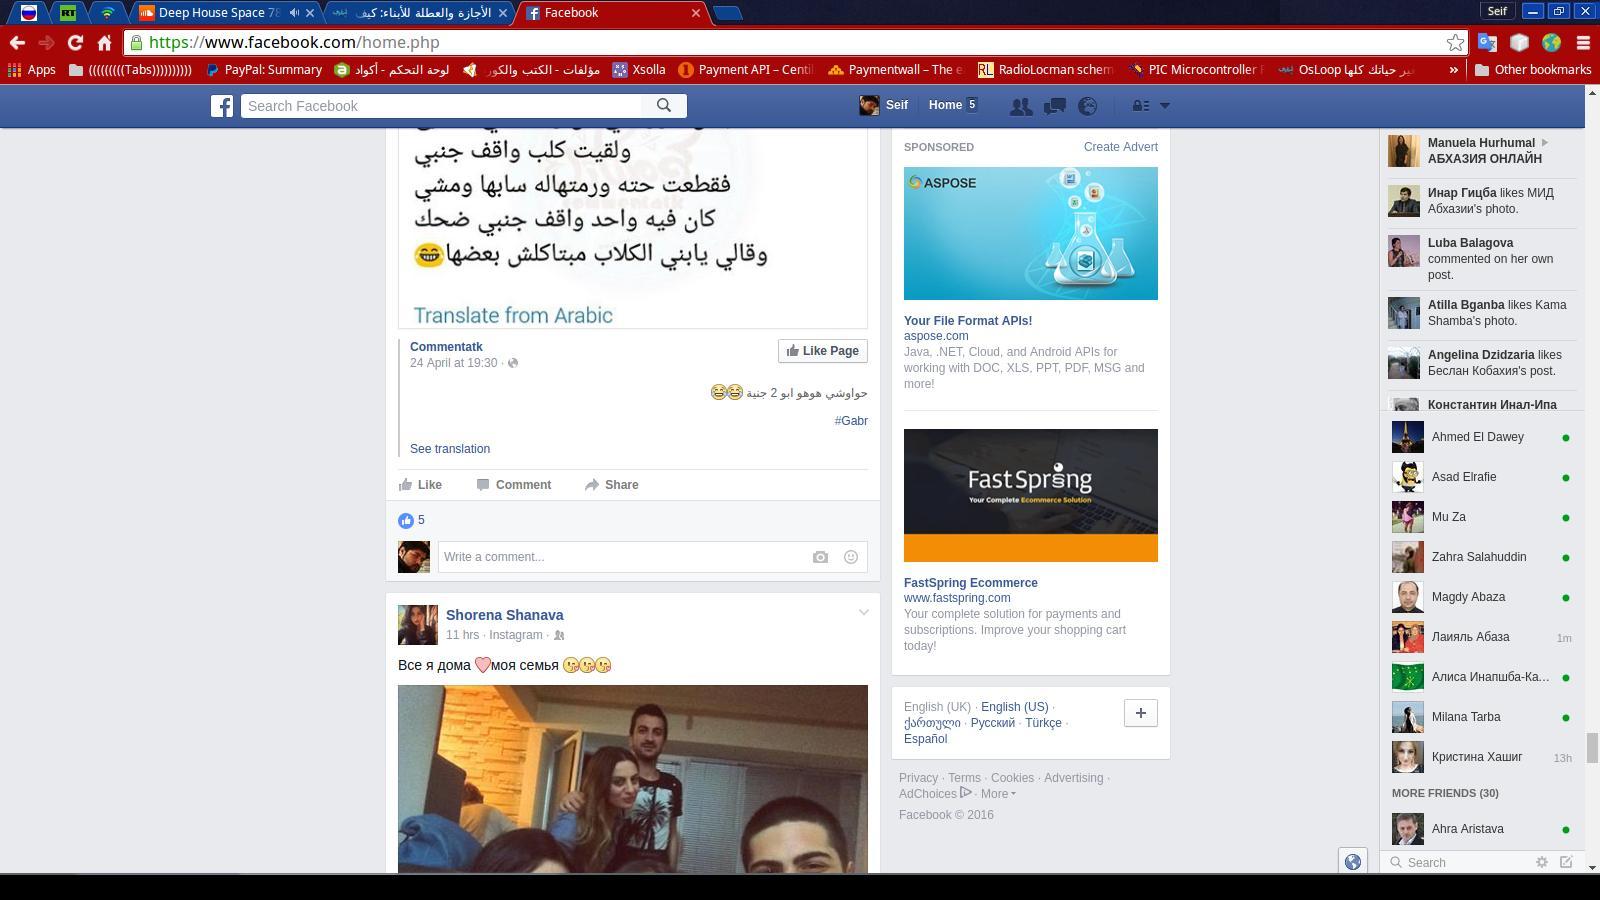 Seif
Deep House Space 78
الأجازة والعطلة للأبناء: كيف
Facebook
https://www.facebook.com/home.php
Apps
(((((((((Tabs))))))))))
PayPal: Summary
لوحة التحكم - أكواد
مؤلفات - الكتب والكور
Xsolla
Payment API – Centil
Paymentwall – The e
RadioLocman schem
PIC Microcontroller F
OsLoop غير حياتك كلها
»
Other bookmarks
Search Facebook
Seif
Home 5
ولقيت كلب واقف جنبي
فقطعت حته ورمتهاله سابها ومشي
كان فيه واحد واقف جنبي ضحك
وقالي يابني الكلاب مبتاكلش بعضها😂
Translate from Arabic
Commentatk
24 April at 19:30 ·
Like Page
حواوشي هوهو ابو 2 جنية 😂😂
#Gabr
See translation
Like
Comment
Share
5
Write a comment...
Shorena Shanava
11 hrs · Instagram ·
Все я дома ❤моя семья 😘😘😘
SPONSORED
Create Advert
ASPOSE
Your File Format APIs!
aspose.com
Java, .NET, Cloud, and Android APIs for
working with DOC, XLS, PPT, PDF, MSG and
more!
FastSpring
Your Complete Ecommerce Solution
FastSpring Ecommerce
www.fastspring.com
Your complete solution for payments and
subscriptions. Improve your shopping cart
today!
English (UK) · English (US) ·
ქართული · Русский · Türkçe ·
Español
Privacy · Terms · Cookies · Advertising ·
AdChoices · More
Facebook © 2016
Manuela Hurhumal
АБХАЗИЯ ОНЛАЙН
Инар Гицба likes МИД
Абхазии's photo.
Luba Balagova
commented on her own
post.
Atilla Bganba likes Kama
Shamba's photo.
Angelina Dzidzaria likes
Беслан Кобахия's post.
Константин Инал-Ипа
Ahmed El Dawey
Asad Elrafie
Mu Za
Zahra Salahuddin
Magdy Abaza
Лаияль Абаза 1m
Алиса Инапшба-Ка...
Milana Tarba
Кристина Хашиг 13h
MORE FRIENDS (30)
Ahra Aristava
Search